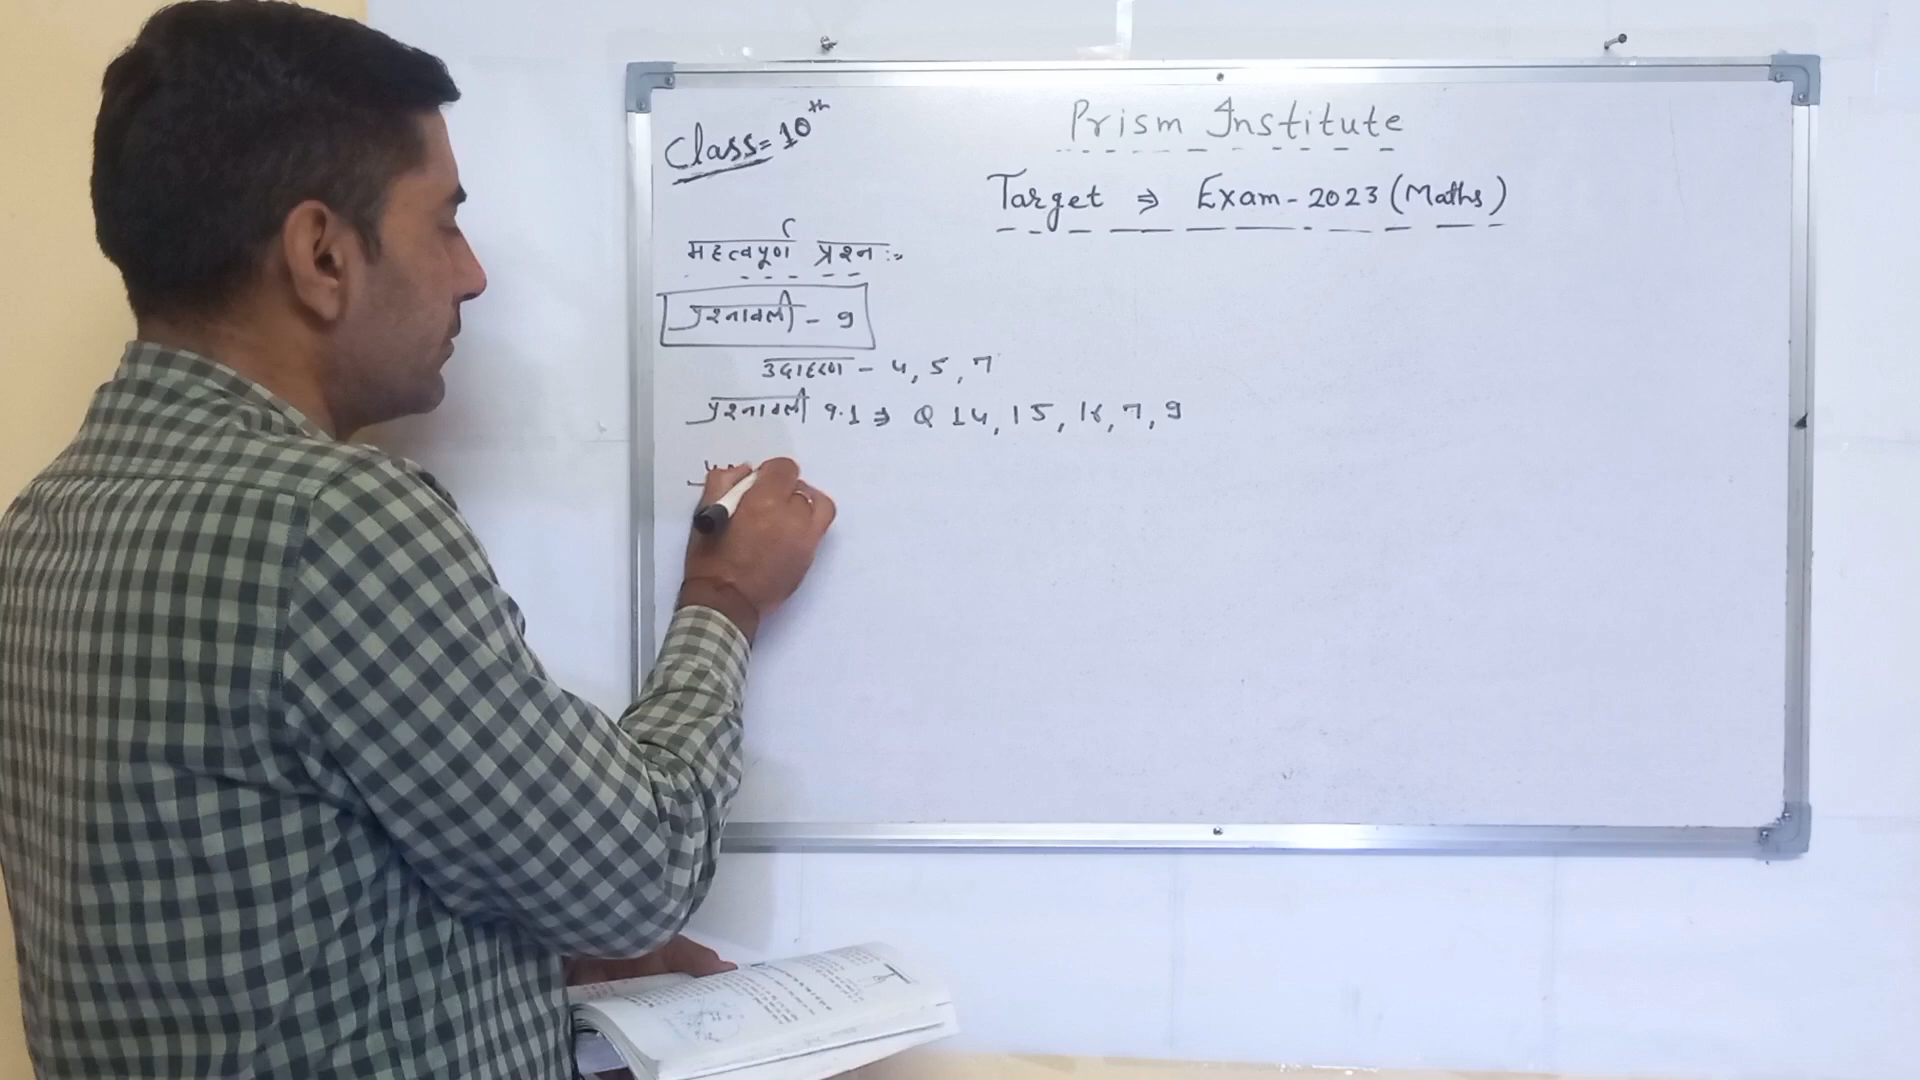 Class = 10th
Prism Institute
Target ⇒ Exam - 2023 (Maths)
महत्वपूर्ण प्रश्न :-
प्रश्नावली - 9
उदाहरण - 4, 5, 7
प्रश्नावली 9.1 ⇒ Q 14, 15, 16, 7, 9